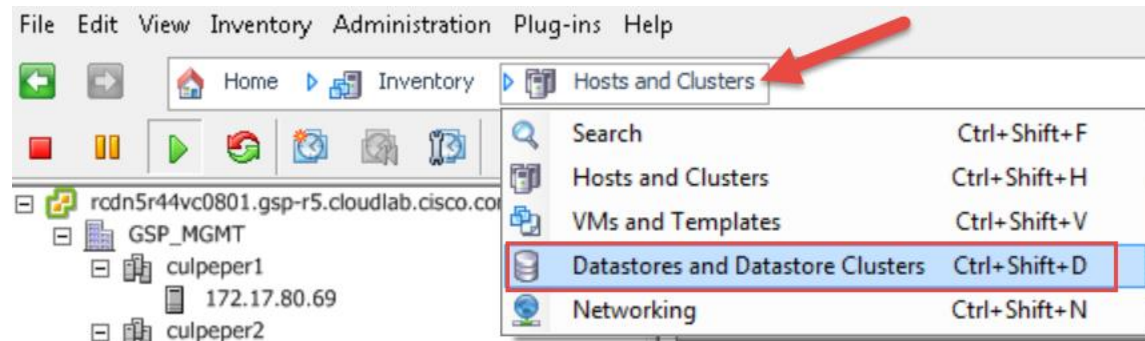 File Edit View Inventory Administration Plug-ins Help
Home Inventory Hosts and Clusters
Search Ctrl+Shift+F
Hosts and Clusters Ctrl+Shift+H
VMs and Templates Ctrl+Shift+V
Datastores and Datastore Clusters Ctrl+Shift+D
Networking Ctrl+Shift+N
rcdn5r44vc0801.gsp-r5.cloudlab.cisco.co
GSP_MGMT
culpeper1
172.17.80.69
culpeper2